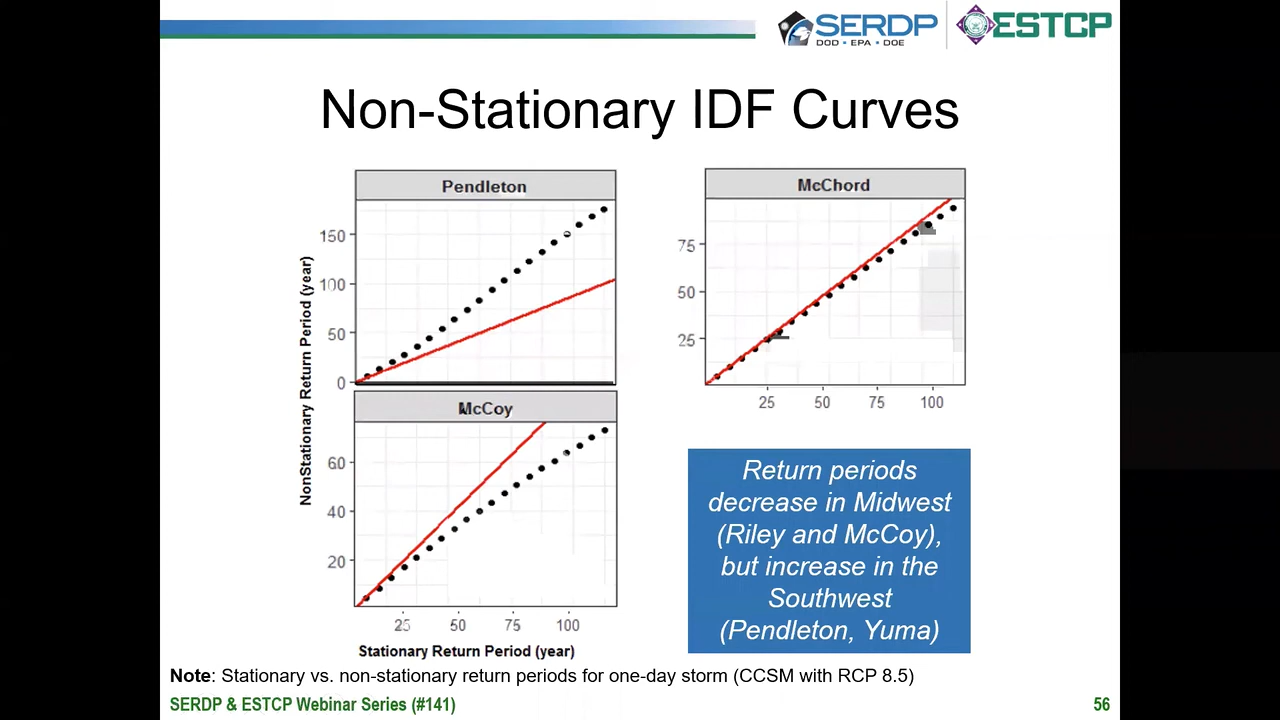 SERDP
DOD • EPA • DOE
ESTCP
Non-Stationary IDF Curves
Pendleton
150
100
50
0
McChord
75
50
25
25 50 75 100
NonStationary Return Period (year)
McCoy
60
40
20
25 50 75 100
Stationary Return Period (year)
Return periods
decrease in Midwest
(Riley and McCoy),
but increase in the
Southwest
(Pendleton, Yuma)
Note: Stationary vs. non-stationary return periods for one-day storm (CCSM with RCP 8.5)
SERDP & ESTCP Webinar Series (#141)
56